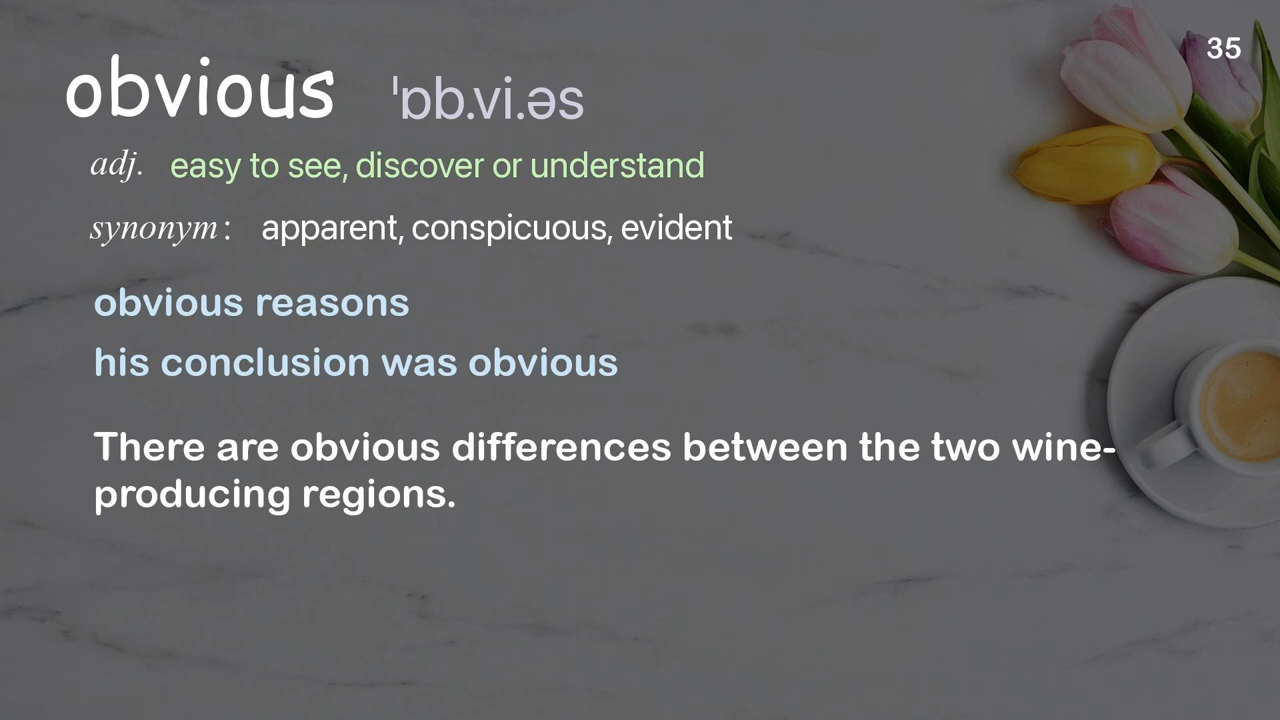 35
obvious ˈɒb.vi.əs
adj. easy to see, discover or understand
synonym: apparent, conspicuous, evident
obvious reasons
his conclusion was obvious
There are obvious differences between the two wine-
producing regions.